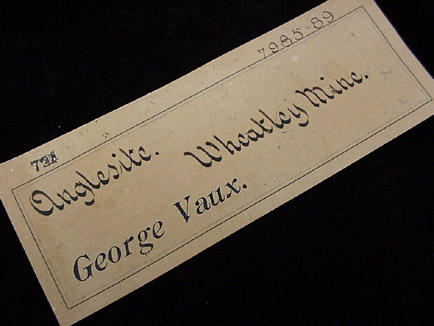 7985-89
Anglesite. Wheatley Mine.
George Vaux.